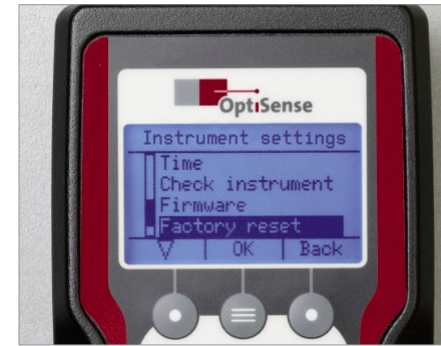 OptiSense
Instrument settings
Time
Check instrument
Firmware
Factory reset
OK Back